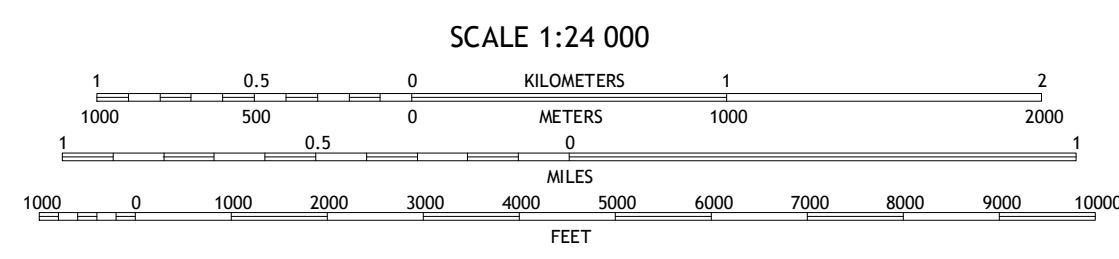 SCALE 1:24 000
1 0.5 0 KILOMETERS 1 2
1000 500 0 METERS 1000 2000
1 0.5 0 1
MILES
1000 0 1000 2000 3000 4000 5000 6000 7000 8000 9000 10000
FEET